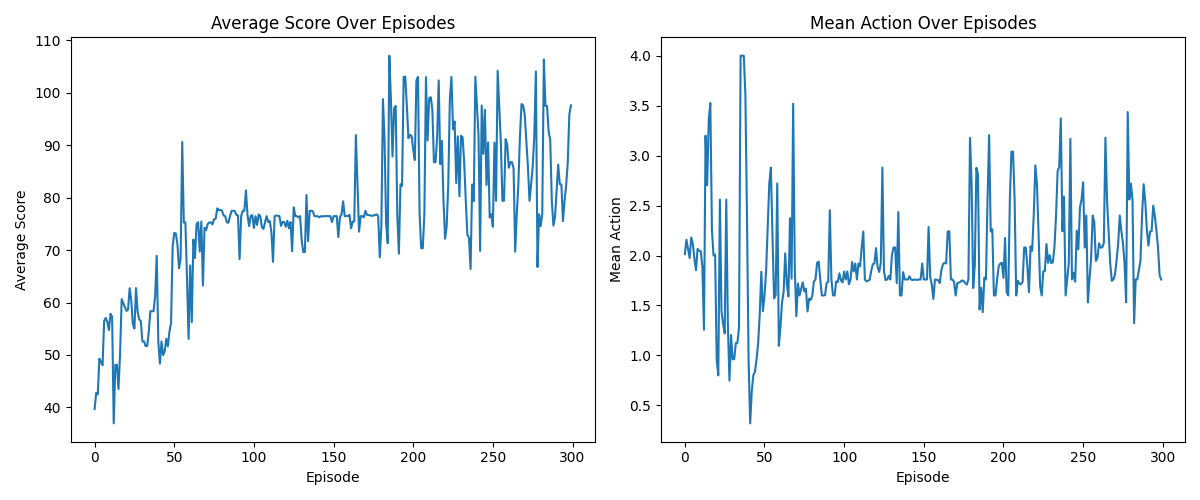 Average Score Over Episodes
110
100
90
80
70
60
50
40
Average Score
0 50 100 150 200 250 300
Episode
Mean Action Over Episodes
4.0
3.5
3.0
2.5
2.0
1.5
1.0
0.5
Mean Action
0 50 100 150 200 250 300
Episode